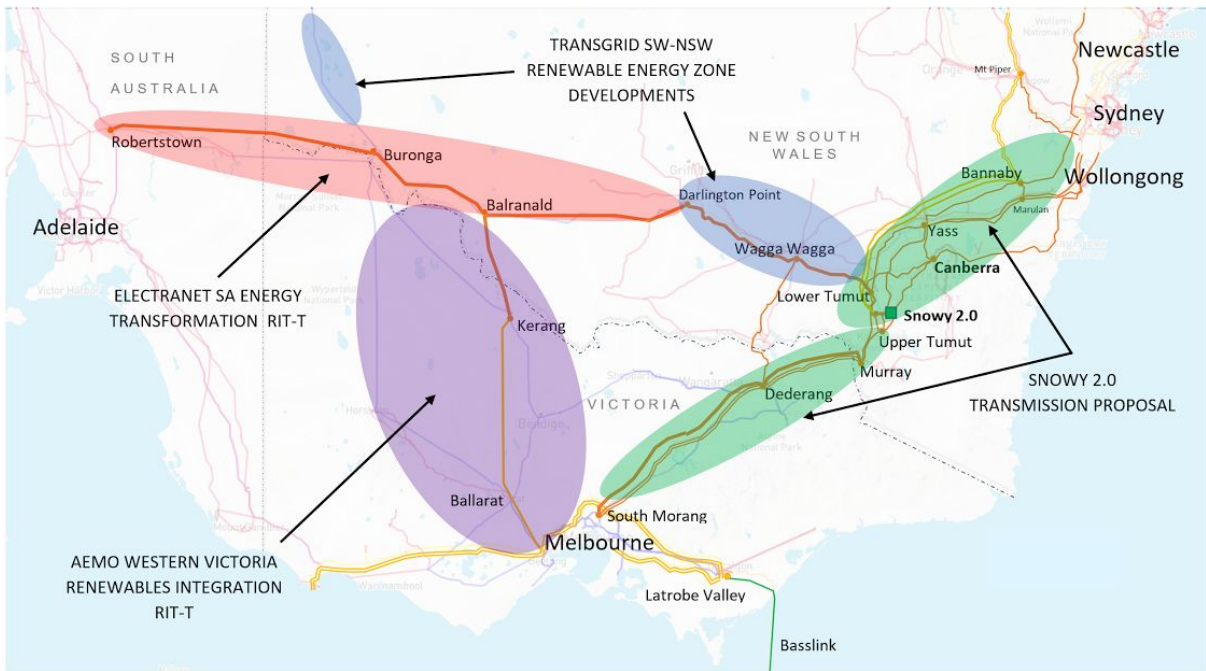 Newcastle
Mt Piper
Orange
Sydney
TRANSGRID SW-NSW
RENEWABLE ENERGY ZONE
DEVELOPMENTS
SOUTH
AUSTRALIA
Robertstown
Buronga
NEW SOUTH
WALES
Bannaby
Wollongong
Darlington Point
Balranald
Marulan
Yass
Adelaide
Wagga Wagga
Canberra
ELECTRANET SA ENERGY
TRANSFORMATION RIT-T
Lower Tumut
Snowy 2.0
Kerang
Upper Tumut
Murray
SNOWY 2.0
TRANSMISSION PROPOSAL
Dederang
VICTORIA
Bendigo
Ballarat
South Morang
Melbourne
AEMO WESTERN VICTORIA
RENEWABLES INTEGRATION
RIT-T
Warrnambool
Latrobe Valley
Basslink